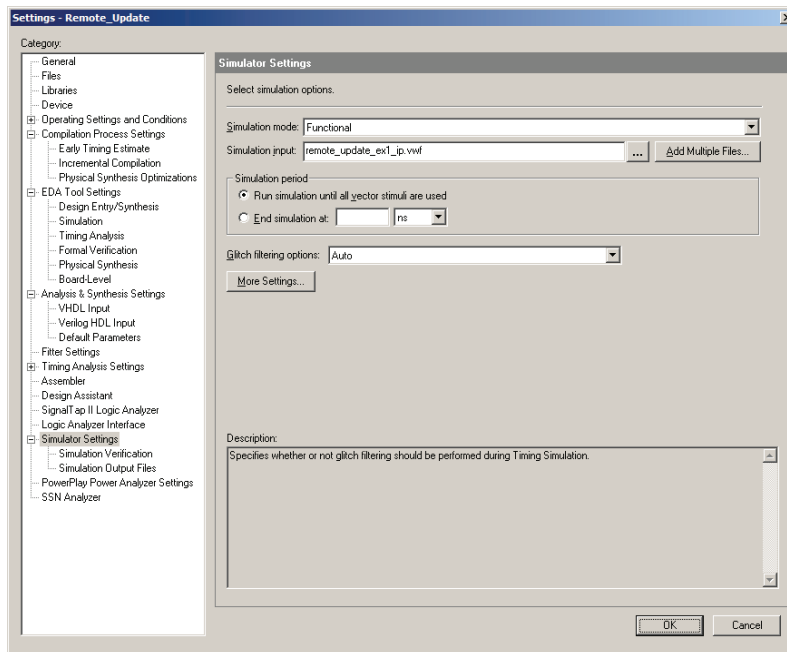 Settings - Remote_Update
Category:
General
Files
Libraries
Device
Operating Settings and Conditions
Compilation Process Settings
Early Timing Estimate
Incremental Compilation
Physical Synthesis Optimizations
EDA Tool Settings
Design Entry/Synthesis
Simulation
Timing Analysis
Formal Verification
Physical Synthesis
Board-Level
Analysis & Synthesis Settings
VHDL Input
Verilog HDL Input
Default Parameters
Fitter Settings
Timing Analysis Settings
Assembler
Design Assistant
SignalTap II Logic Analyzer
Logic Analyzer Interface
Simulator Settings
Simulation Verification
Simulation Output Files
PowerPlay Power Analyzer Settings
SSN Analyzer
Simulator Settings
Select simulation options.
Simulation mode: Functional
Simulation input: remote_update_ex1_ip.vwf ... Add Multiple Files...
Simulation period
Run simulation until all vector stimuli are used
End simulation at: ns
Glitch filtering options: Auto
More Settings...
Description:
Specifies whether or not glitch filtering should be performed during Timing Simulation.
OK Cancel